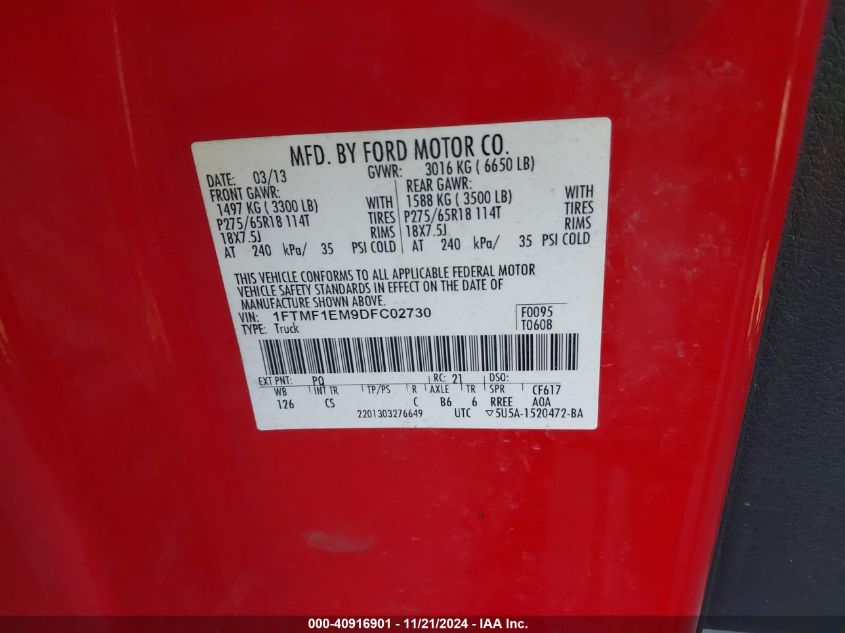 MFD. BY FORD MOTOR CO.
DATE: 03/13 GVWR: 3016 KG ( 6650 LB)
FRONT GAWR: REAR GAWR:
1497 KG ( 3300 LB) WITH 1588 KG ( 3500 LB) WITH
P275/65R18 114T TIRES P275/65R18 114T TIRES
18X7.5J RIMS 18X7.5J RIMS
AT 240 kPa/ 35 PSI COLD AT 240 kPa/ 35 PSI COLD
THIS VEHICLE CONFORMS TO ALL APPLICABLE FEDERAL MOTOR
VEHICLE SAFETY STANDARDS IN EFFECT ON THE DATE OF
MANUFACTURE SHOWN ABOVE.
VIN: 1FTMF1EM9DFC02730 F0095
TYPE: Truck T0608
EXT PNT: PQ RC: 21 DSO:
WB INT TR TP/PS R AXLE TR SPR CF617
126 CS C B6 6 RREE A0A
2201303276649 UTC ▽5U5A-1520472-BA
000-40916901 - 11/21/2024 - IAA Inc.